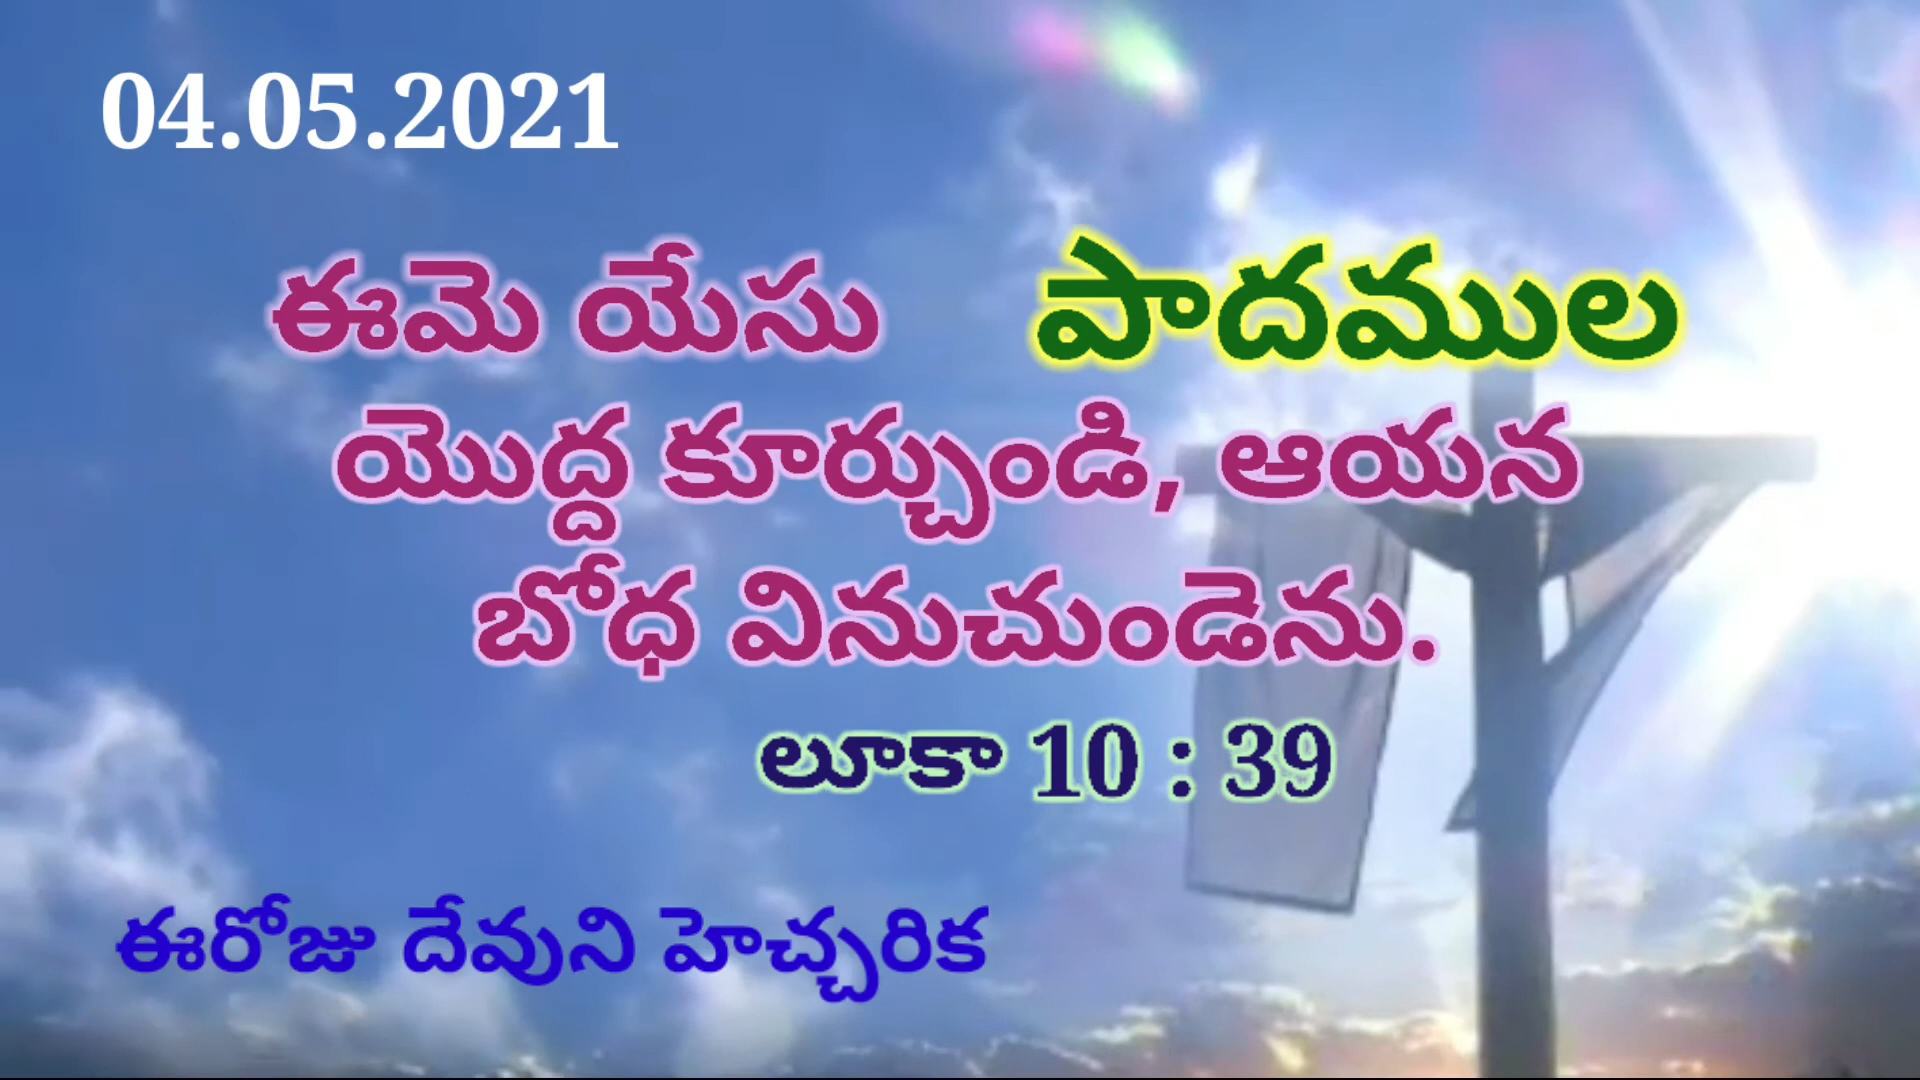 04.05.2021
ఈమె యేసు పాదముల
యొద్ద కూర్చుండి, ఆయన
బోధ వినుచుండెను.
లూకా 10 : 39
ఈరోజు దేవుని హెచ్చరిక